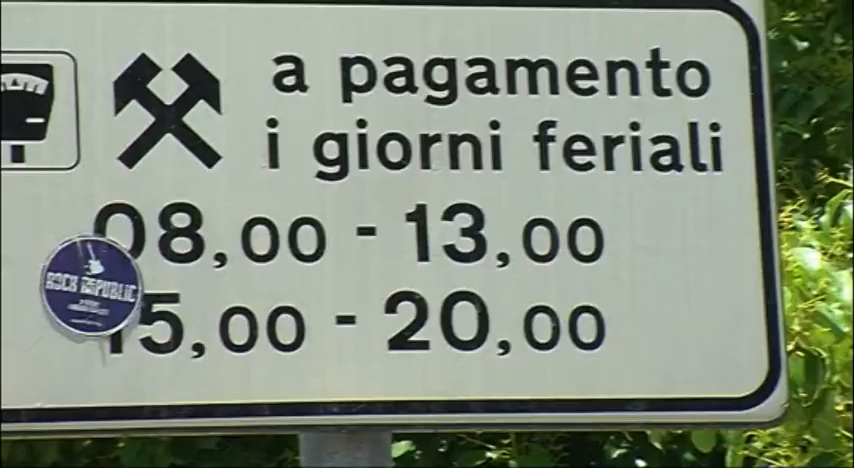 a pagamento
i giorni feriali
08,00 - 13,00
15,00 - 20,00
ROCK REPUBLIC